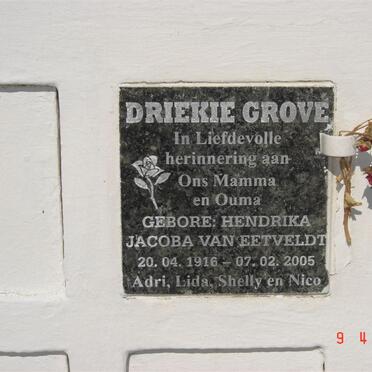 DRIEKIE GROVE
In Liefdevolle
herinnering aan
Ons Mamma
en Ouma
GEBORE: HENDRIKA
JACOBA VAN EETVELDT
20. 04. 1916 – 07. 02. 2005
Adri, Lida, Shelly en Nico
9 4